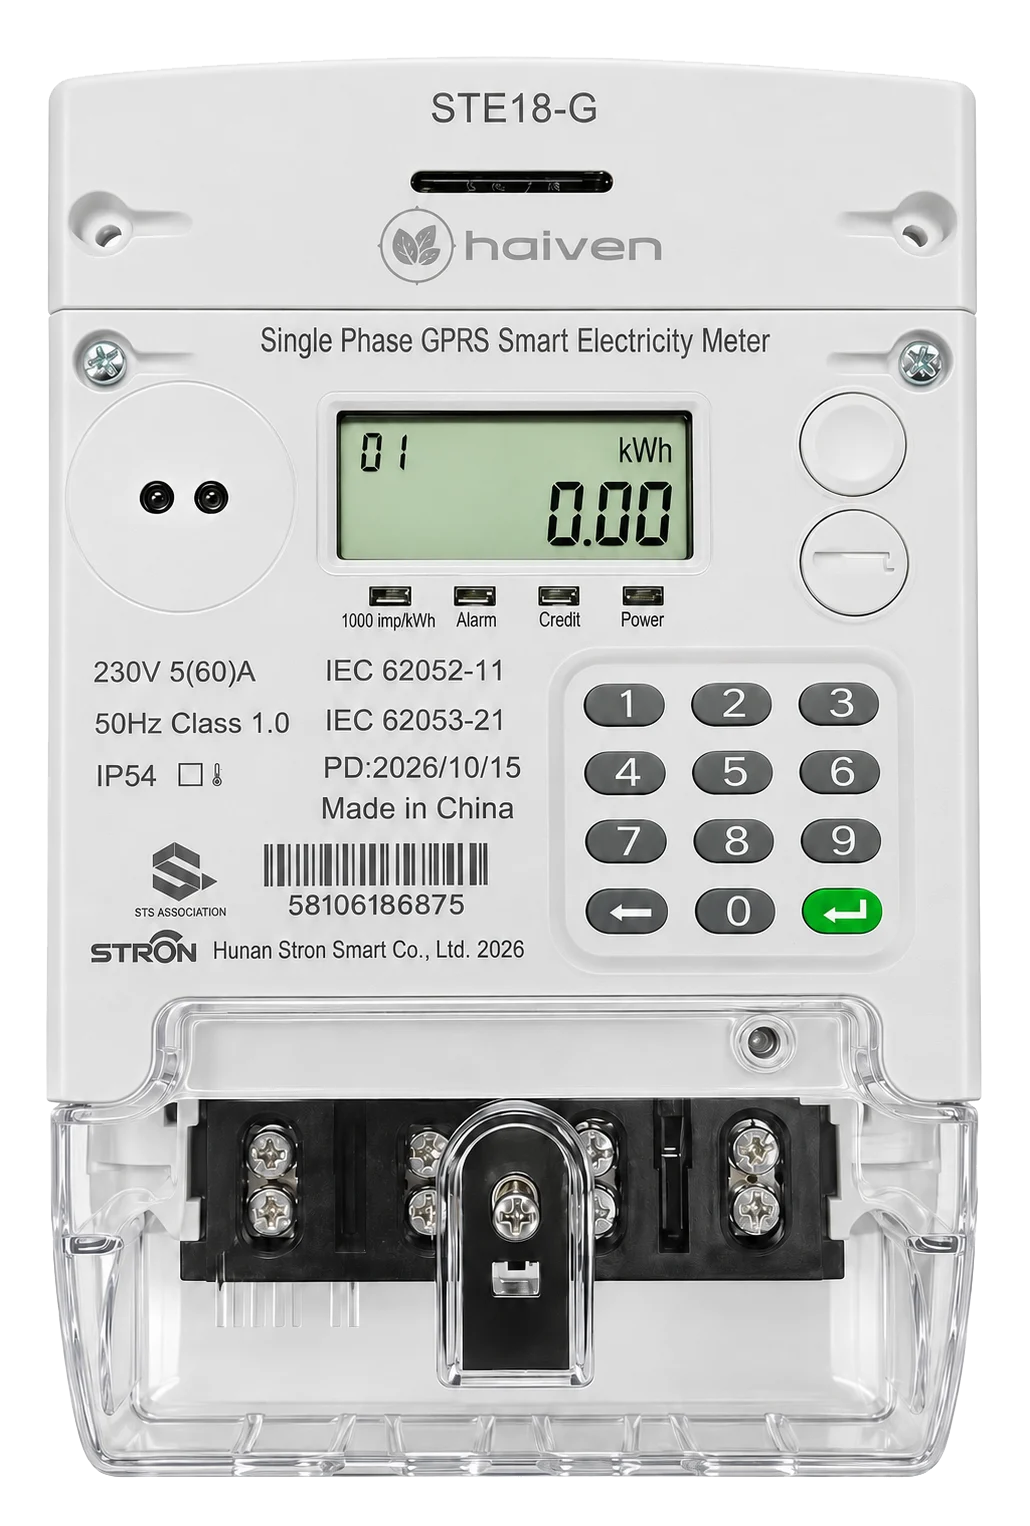 STE18-G
haiven
Single Phase GPRS Smart Electricity Meter
01 kWh
0.00
1000 imp/kWh Alarm Credit Power
230V 5(60)A
50Hz Class 1.0
IP54
IEC 62052-11
IEC 62053-21
PD:2026/10/15
Made in China
STS ASSOCIATION
58106186875
STRON Hunan Stron Smart Co., Ltd. 2026
1 2 3
4 5 6
7 8 9
← 0 ↵